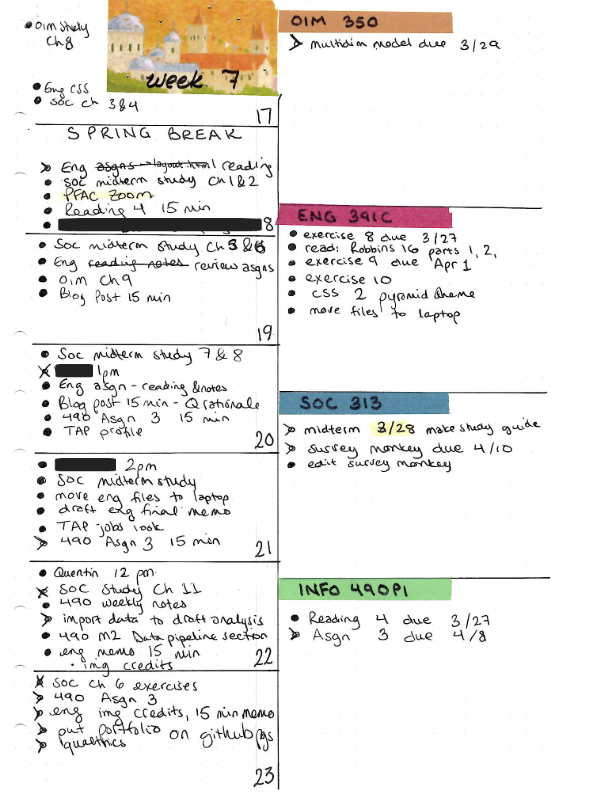 OIM Study
Ch 8
week 7
Eng CSS
SOC ch 3&4
17
SPRING BREAK
Eng asgns layout html reading
SOC midterm study Ch 1&2
PFAC Zoom
Reading 4 15 min
18
Soc midterm study Ch 5 & 6
Eng reading notes review asgns
OIM Ch 9
Blog Post 15 min
19
Soc midterm study 7 & 8
1pm
Eng asgn - reading & notes
Blog post - 15 min - Q rationale
490 Asgn 3 15 min
TAP profile
20
2pm
SOC midterm study
move eng files to laptop
draft eng final memo
TAP jobs look
490 Asgn 3 15 min
21
Quentin 12 pm
SOC Study Ch 11
490 weekly notes
import data to draft analysis
490 M2 Data pipeline section
eng memo 15 min
img credits
22
SOC ch 6 exercises
490 Asgn 3
eng img credits, 15 min memo
put portfolio on github pgs
23
OIM 350
multidim model due 3/29
ENG 391C
exercise 8 due 3/27
read: Robbins 16 parts 1, 2,
exercise 9 due Apr 1
exercise 10
CSS 2 pyramid theme
move files to laptop
SOC 313
midterm 3/28 make study guide
survey monkey due 4/10
edit survey monkey
INFO 490PI
Reading 4 due 3/27
Asgn 3 due 4/8